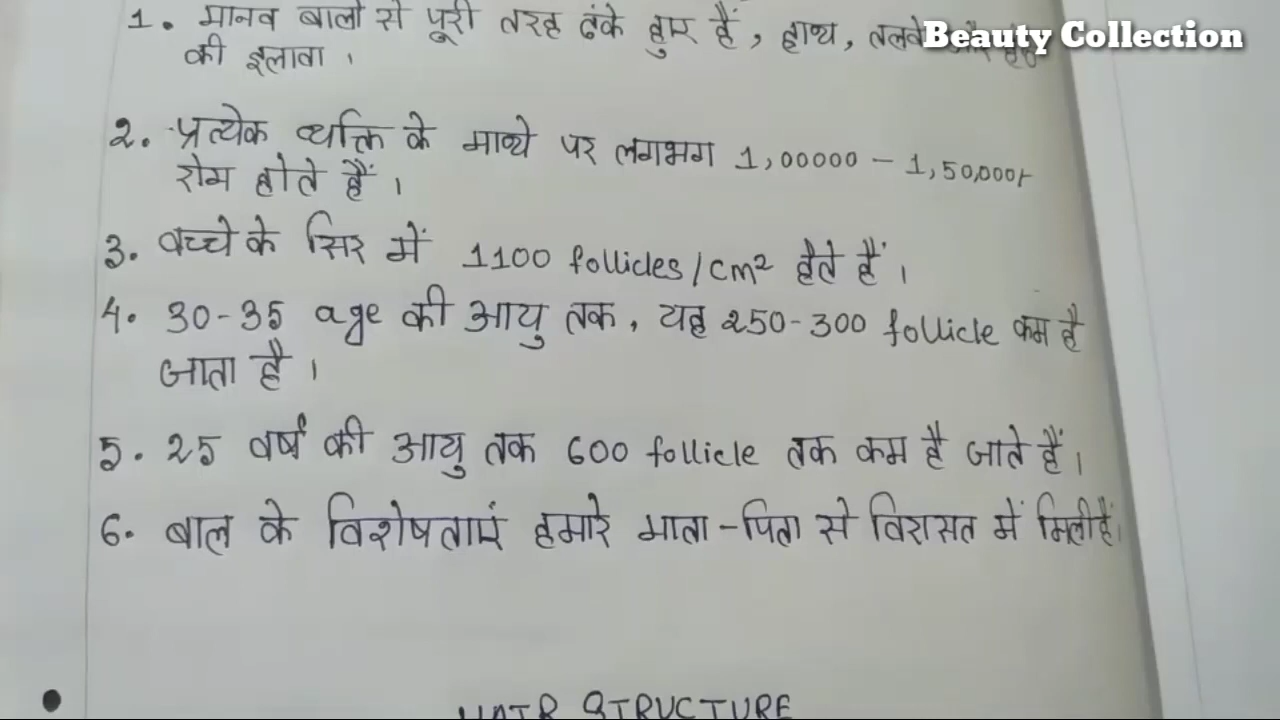 1. मानव बालो से पूरी तरह ढंके हुए हैं, हाथ, तलवे
Beauty Collection
की इलावा ।
2. प्रत्येक व्यक्ति के माथ्ये पर लगभग 1,00000 - 1,50,000
रोम होते हैं ।
3. बच्चे के सिर में 1100 follicles/cm² हैते हैं ।
4. 30-35 age की आयु तक, यह 250-300 follicle कम है
जाता है ।
5. 25 वर्ष की आयु तक 600 follicle तक कम है जाते हैं ।
6. बाल के विशेषताएं हमारे माता-पिता से विरासत में मिली हैं।
HAIR STRUCTURE